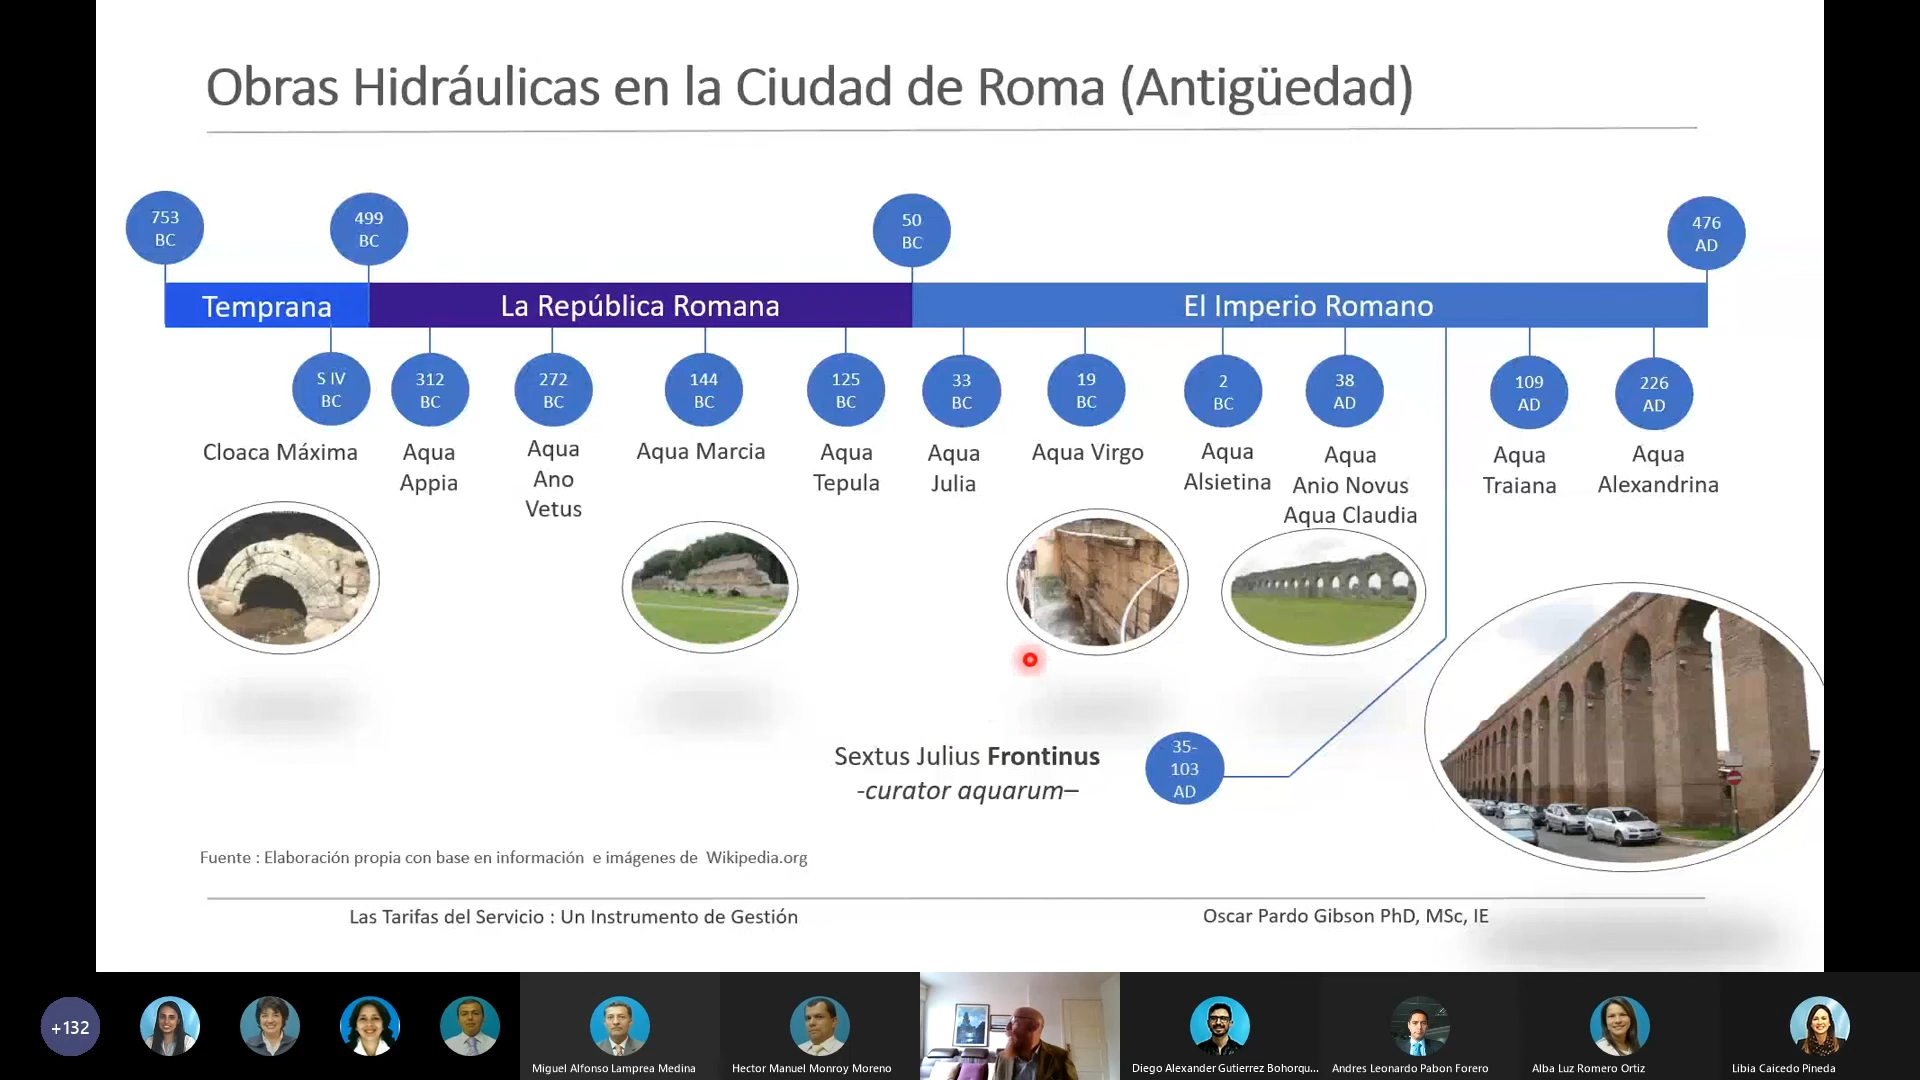 Obras Hidráulicas en la Ciudad de Roma (Antigüedad)
753
BC
499
BC
50
BC
476
AD
Temprana
La República Romana
El Imperio Romano
S IV
BC
312
BC
272
BC
144
BC
125
BC
33
BC
19
BC
2
BC
38
AD
109
AD
226
AD
Cloaca Máxima
Aqua
Appia
Aqua
Ano
Vetus
Aqua Marcia
Aqua
Tepula
Aqua
Julia
Aqua Virgo
Aqua
Alsietina
Aqua
Anio Novus
Aqua Claudia
Aqua
Traiana
Aqua
Alexandrina
Sextus Julius Frontinus
-curator aquarum–
35-
103
AD
Fuente : Elaboración propia con base en información e imágenes de Wikipedia.org
Las Tarifas del Servicio : Un Instrumento de Gestión
Oscar Pardo Gibson PhD, MSc, IE
+132
Miguel Alfonso Lamprea Medina
Hector Manuel Monroy Moreno
Diego Alexander Gutierrez Bohorqu...
Andres Leonardo Pabon Forero
Alba Luz Romero Ortiz
Libia Caicedo Pineda